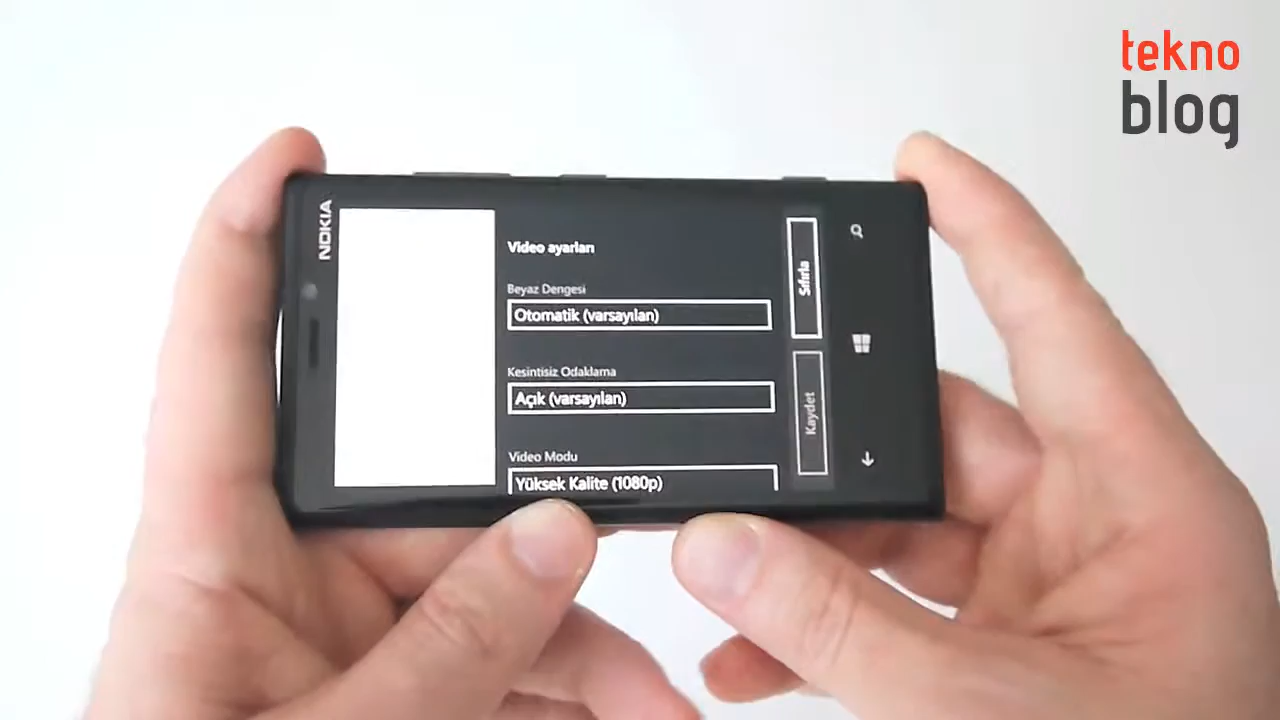 tekno
blog
NOKIA
Video ayarları
Beyaz Dengesi
Otomatik (varsayılan)
Kesintisiz Odaklama
Açık (varsayılan)
Video Modu
Yüksek Kalite (1080p)
Sıfırla
Kaydet